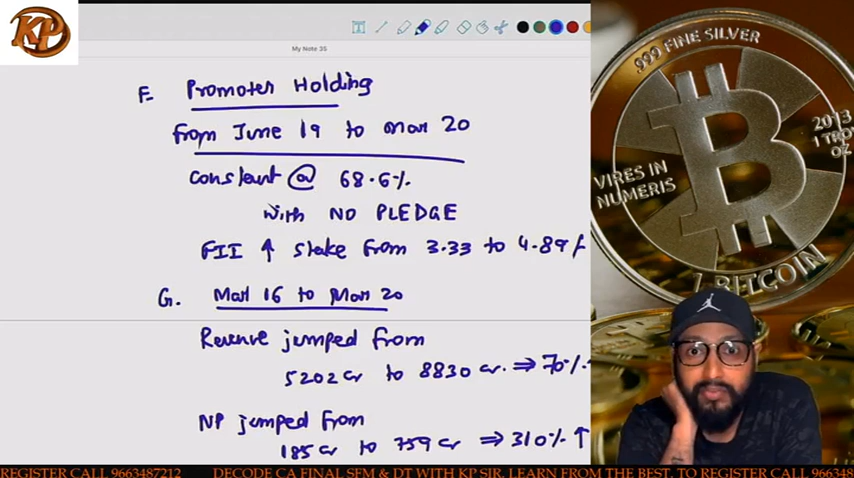 KP
My Note 35
F. Promoter Holding
From June 19 to Mar 20
constant @ 68.6%
with NO PLEDGE
FII ↑ stake from 3.33 to 4.89%
G. Mar 16 to Mar 20
Revenue jumped from
5202 cr to 8830 cr. ⇒ 70%
NP jumped from
185 cr to 759 cr ⇒ 310% ↑
.999 FINE SILVER
2013
1 TROY
OZ
VIRES IN
NUMERIS
1 BITCOIN
REGISTER CALL 9663487212 DECODE CA FINAL SFM & DT WITH KP SIR, LEARN FROM THE BEST. TO REGISTER CALL 966348